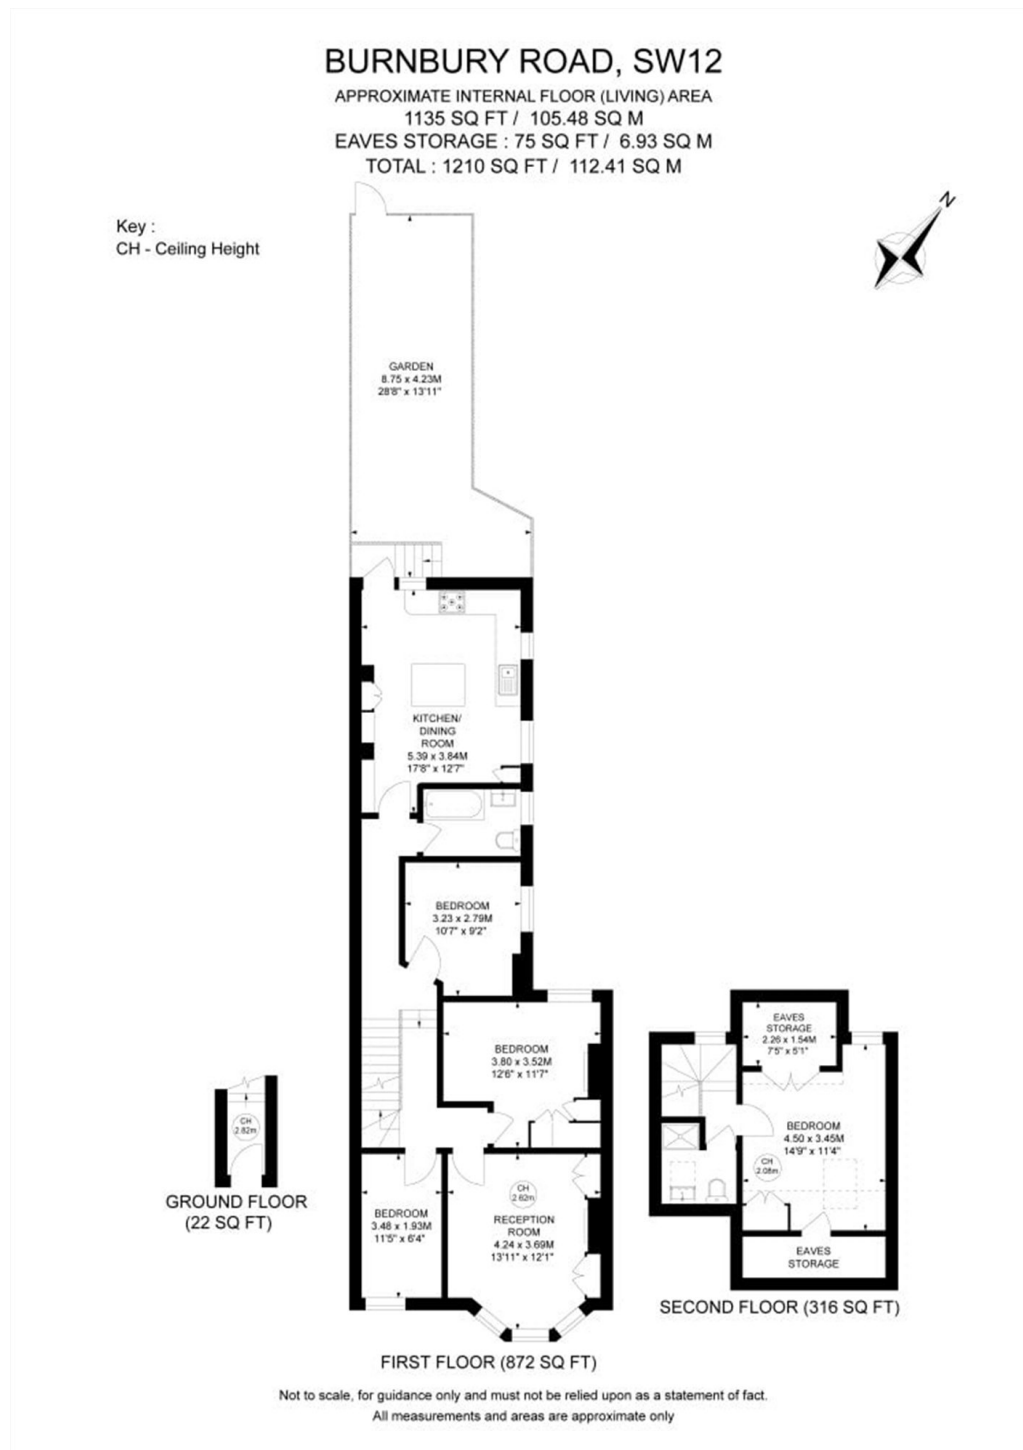 BURNBURY ROAD, SW12
APPROXIMATE INTERNAL FLOOR (LIVING) AREA
1135 SQ FT / 105.48 SQ M
EAVES STORAGE : 75 SQ FT / 6.93 SQ M
TOTAL : 1210 SQ FT / 112.41 SQ M
Key :
CH - Ceiling Height
N
GARDEN
8.75 x 4.23M
28'8" x 13'11"
KITCHEN/
DINING
ROOM
5.39 x 3.84M
17'8" x 12'7"
BEDROOM
3.23 x 2.79M
10'7" x 9'2"
BEDROOM
3.80 x 3.52M
12'6" x 11'7"
EAVES
STORAGE
2.26 x 1.54M
7'5" x 5'1"
BEDROOM
4.50 x 3.45M
14'9" x 11'4"
CH
2.08m
EAVES
STORAGE
SECOND FLOOR (316 SQ FT)
CH
2.82m
GROUND FLOOR
(22 SQ FT)
BEDROOM
3.48 x 1.93M
11'5" x 6'4"
CH
2.62m
RECEPTION
ROOM
4.24 x 3.69M
13'11" x 12'1"
FIRST FLOOR (872 SQ FT)
Not to scale, for guidance only and must not be relied upon as a statement of fact.
All measurements and areas are approximate only